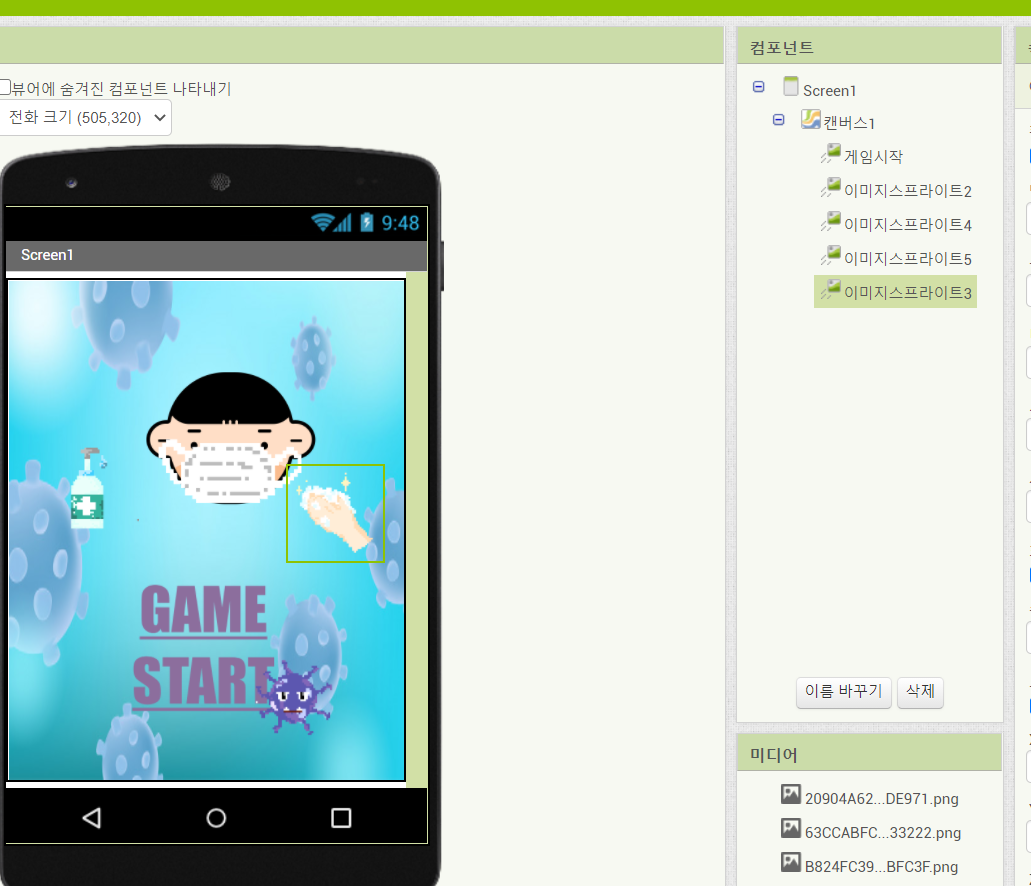 뷰어에 숨겨진 컴포넌트 나타내기
전화 크기 (505,320)
9:48
Screen1
GAME
START
컴포넌트
Screen1
캔버스1
게임시작
이미지스프라이트2
이미지스프라이트4
이미지스프라이트5
이미지스프라이트3
이름 바꾸기 삭제
미디어
20904A62...DE971.png
63CCABFC...33222.png
B824FC39...BFC3F.png